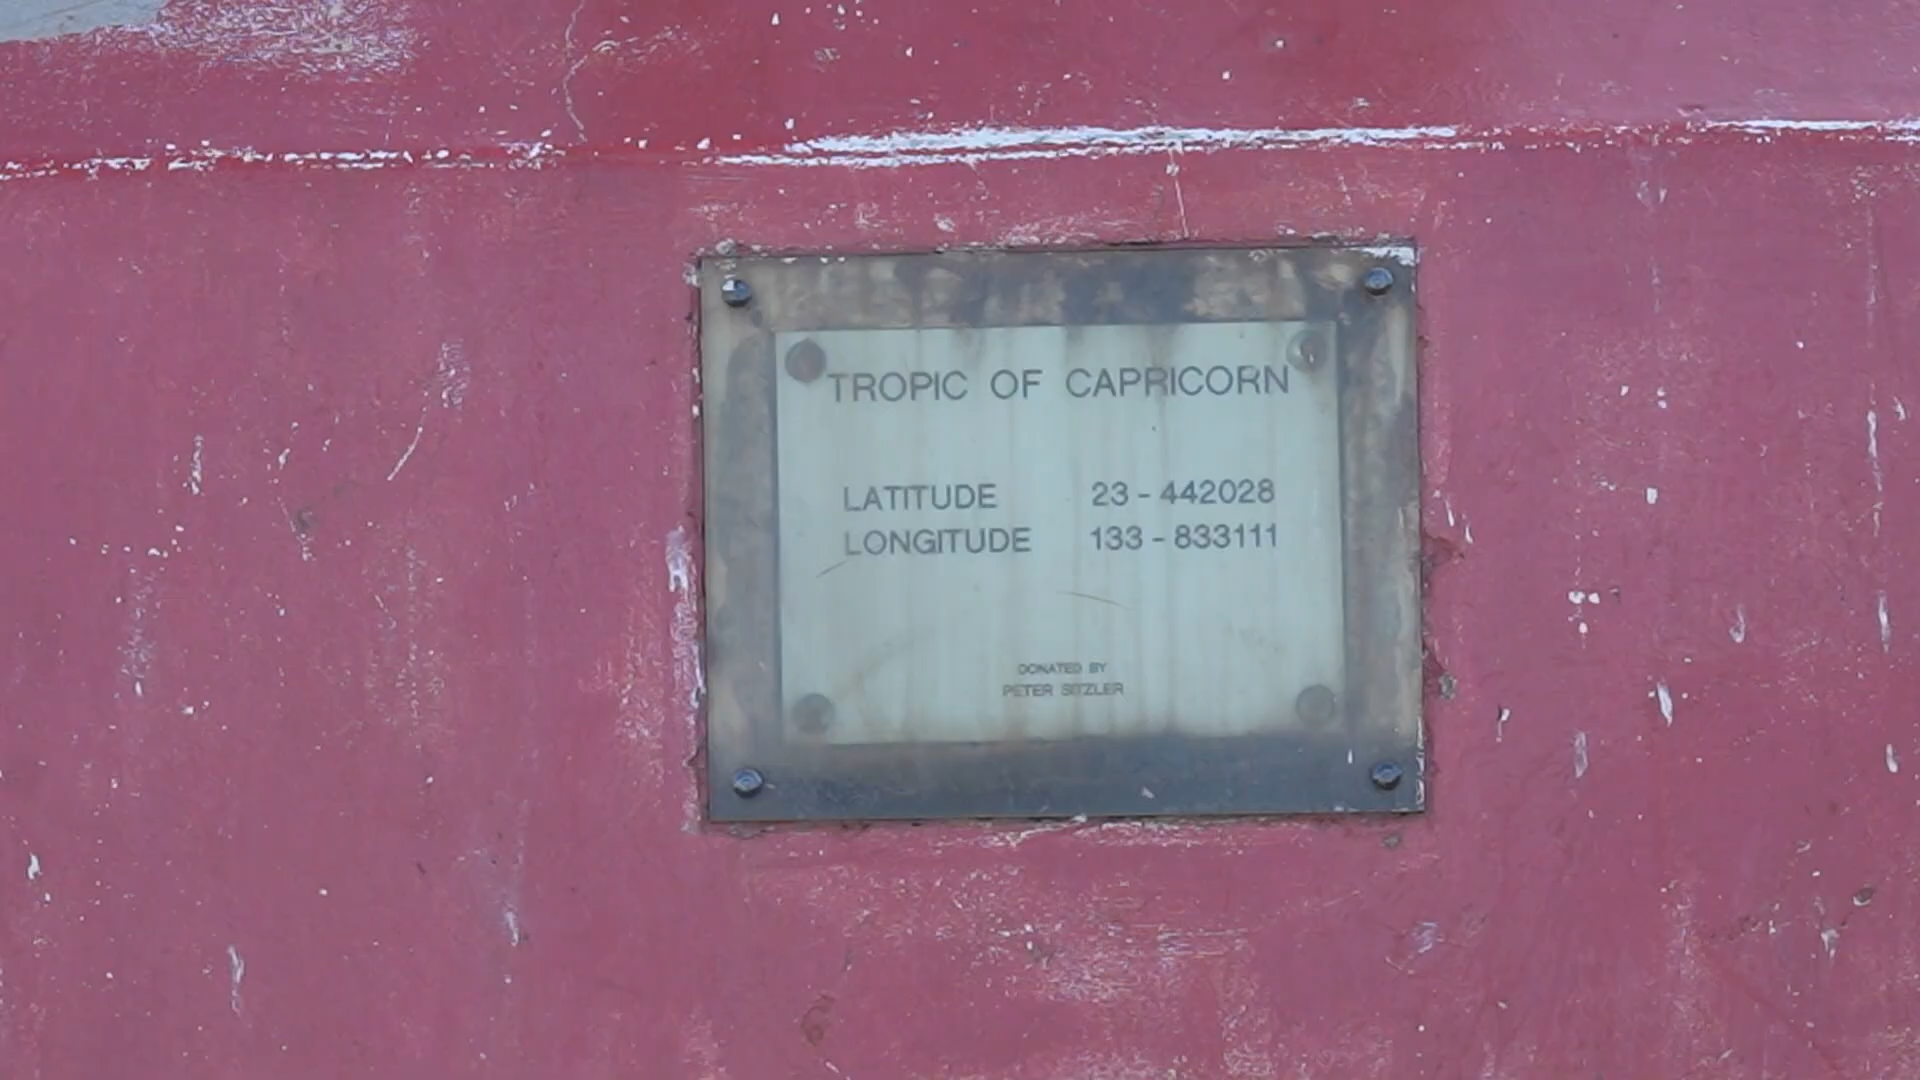 TROPIC OF CAPRICORN
LATITUDE 23 - 442028
LONGITUDE 133 - 833111
DONATED BY
PETER SITZLER